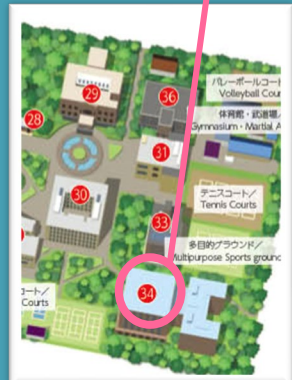 バレーボールコート
Volleyball Cour
体育館・武道場
Gymnasium・Martial A
テニスコート／
Tennis Courts
多目的グラウンド／
Multipurpose Sports ground
コート／
Courts
28
29
36
31
30
33
34